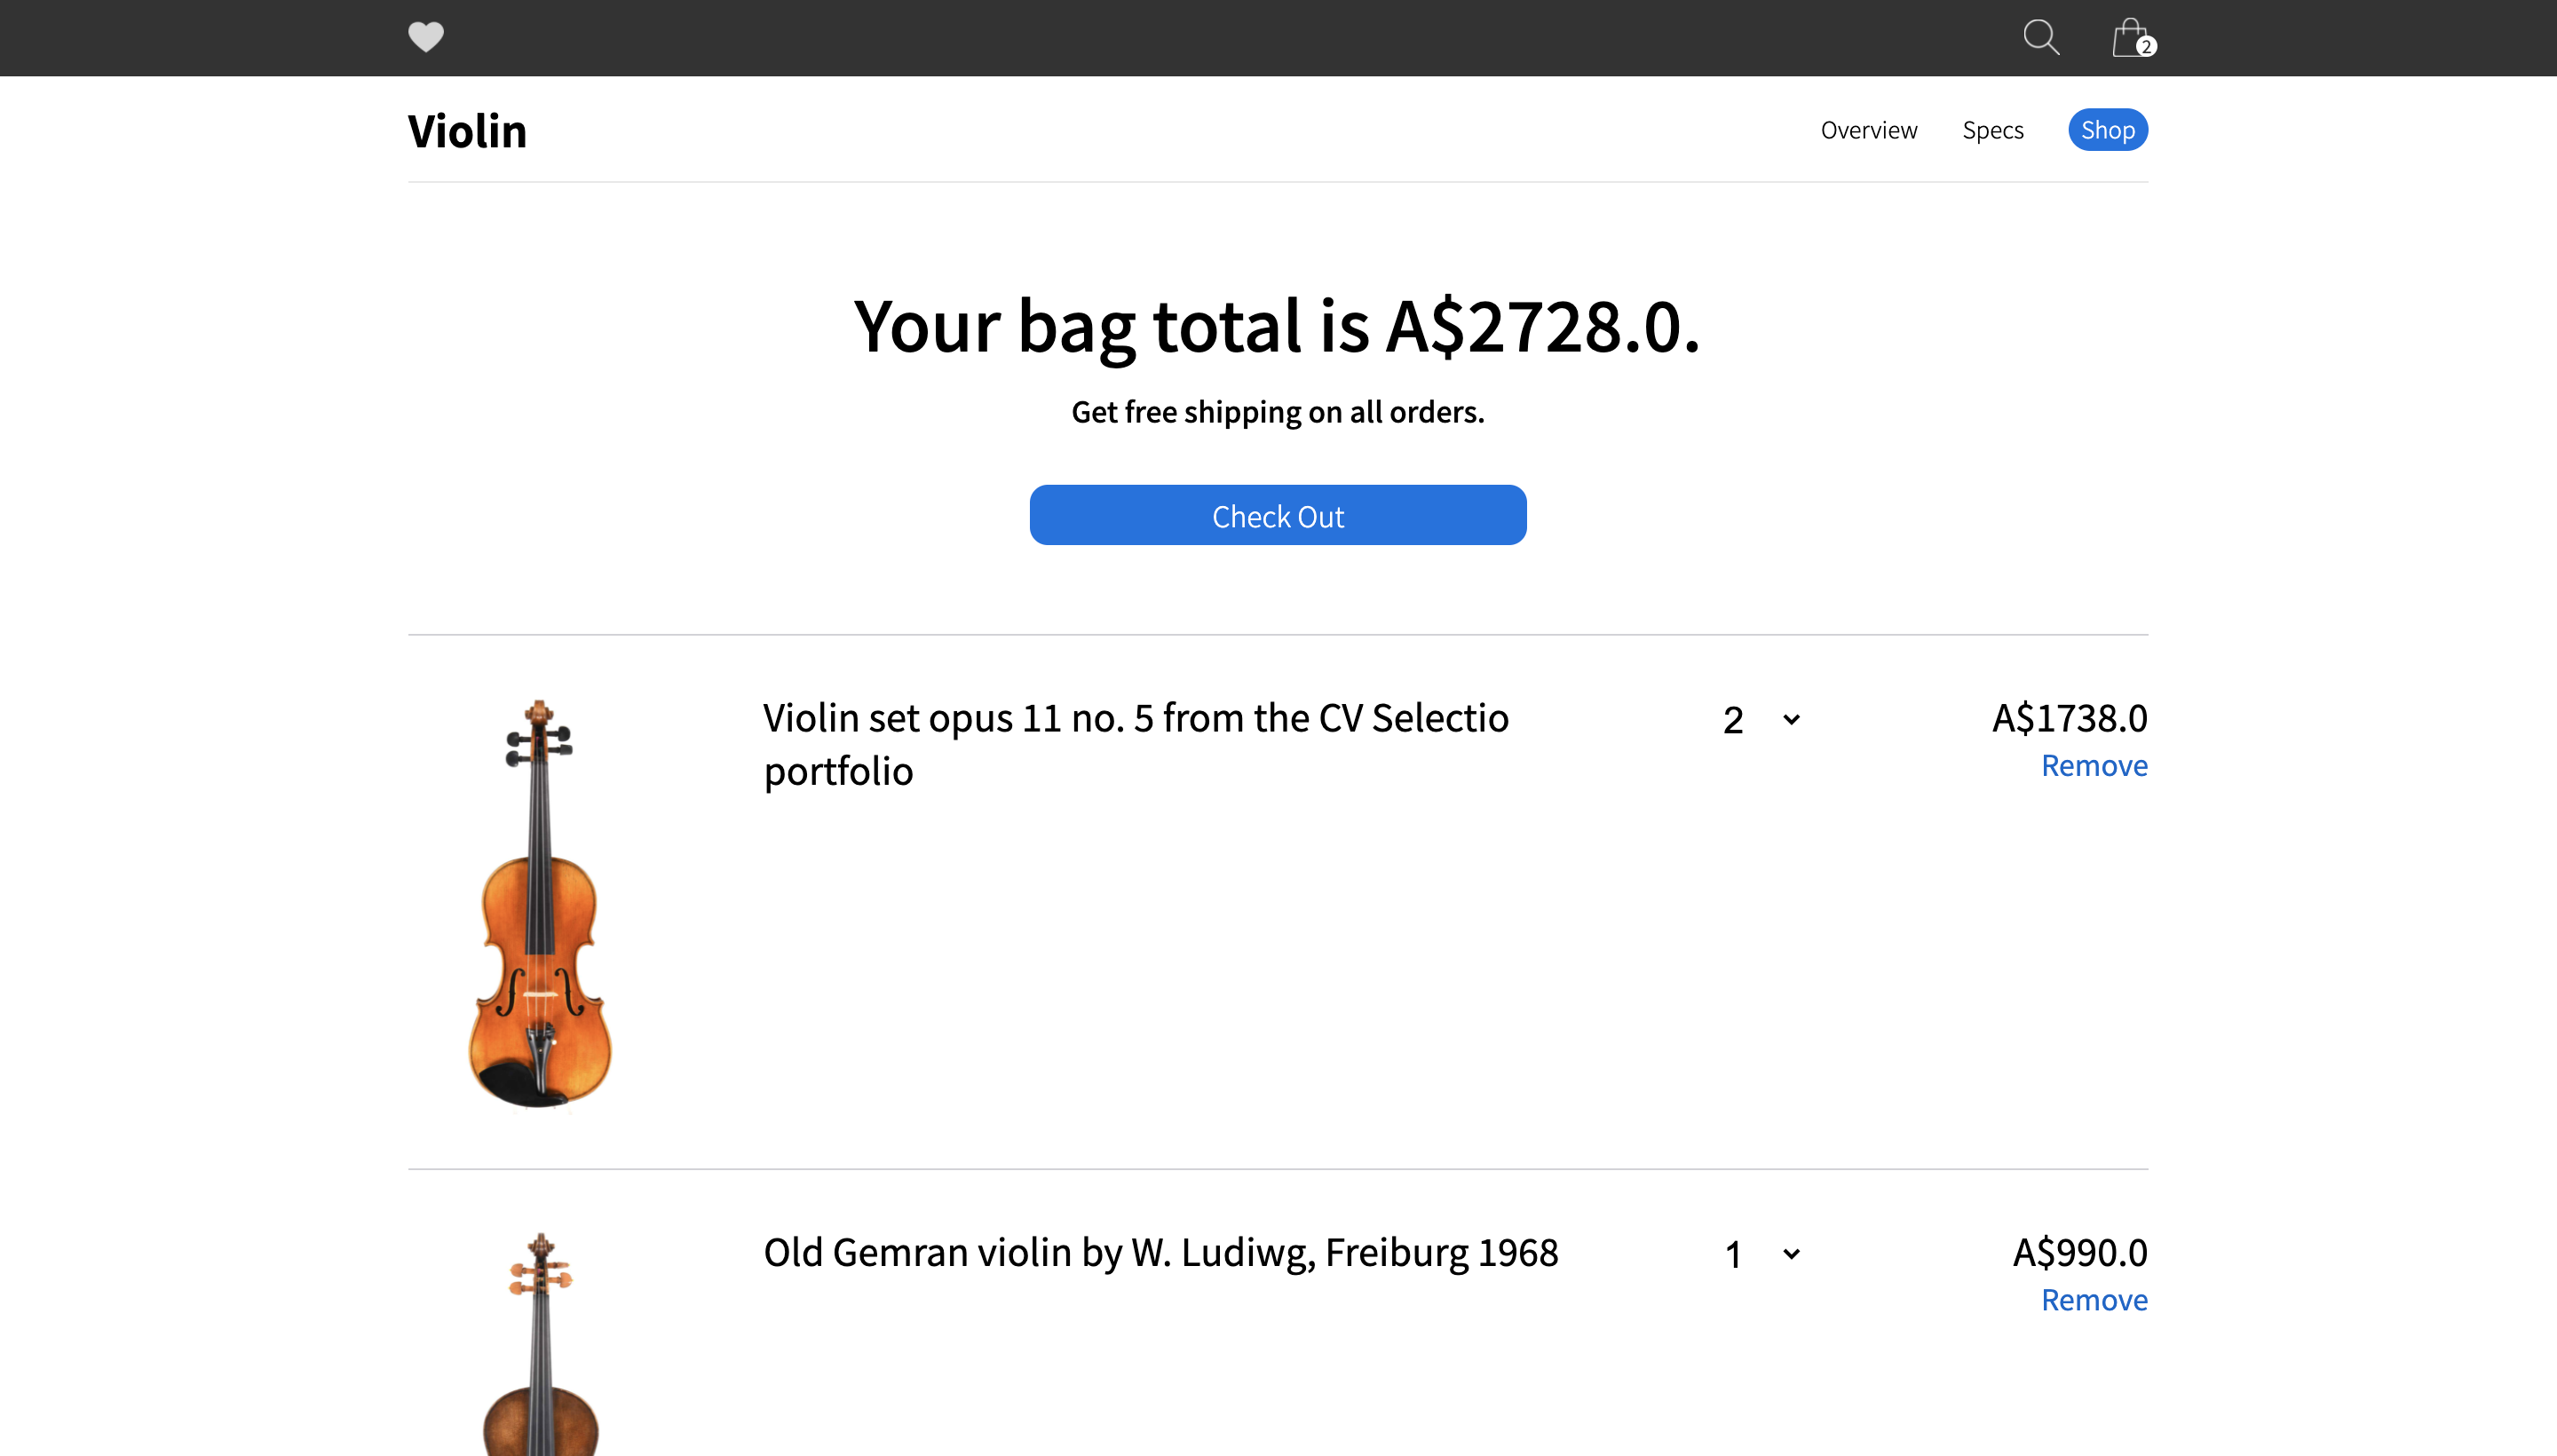 2
Violin
Overview Specs Shop
Your bag total is A$2728.0.
Get free shipping on all orders.
Check Out
Violin set opus 11 no. 5 from the CV Selectio
portfolio
2
A$1738.0
Remove
Old Gemran violin by W. Ludiwg, Freiburg 1968
1
A$990.0
Remove